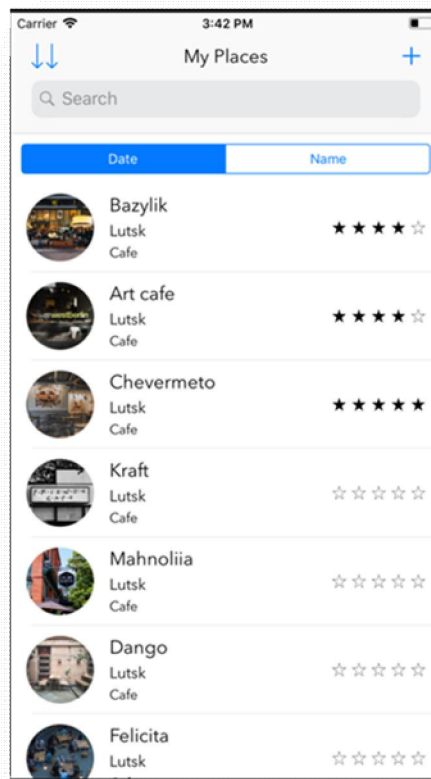 Carrier 3:42 PM
My Places
Search
Date Name
Bazylik
Lutsk
Cafe
Art cafe
Lutsk
Cafe
Chevermeto
Lutsk
Cafe
Kraft
Lutsk
Cafe
Mahnoliia
Lutsk
Cafe
Dango
Lutsk
Cafe
Felicita
Lutsk